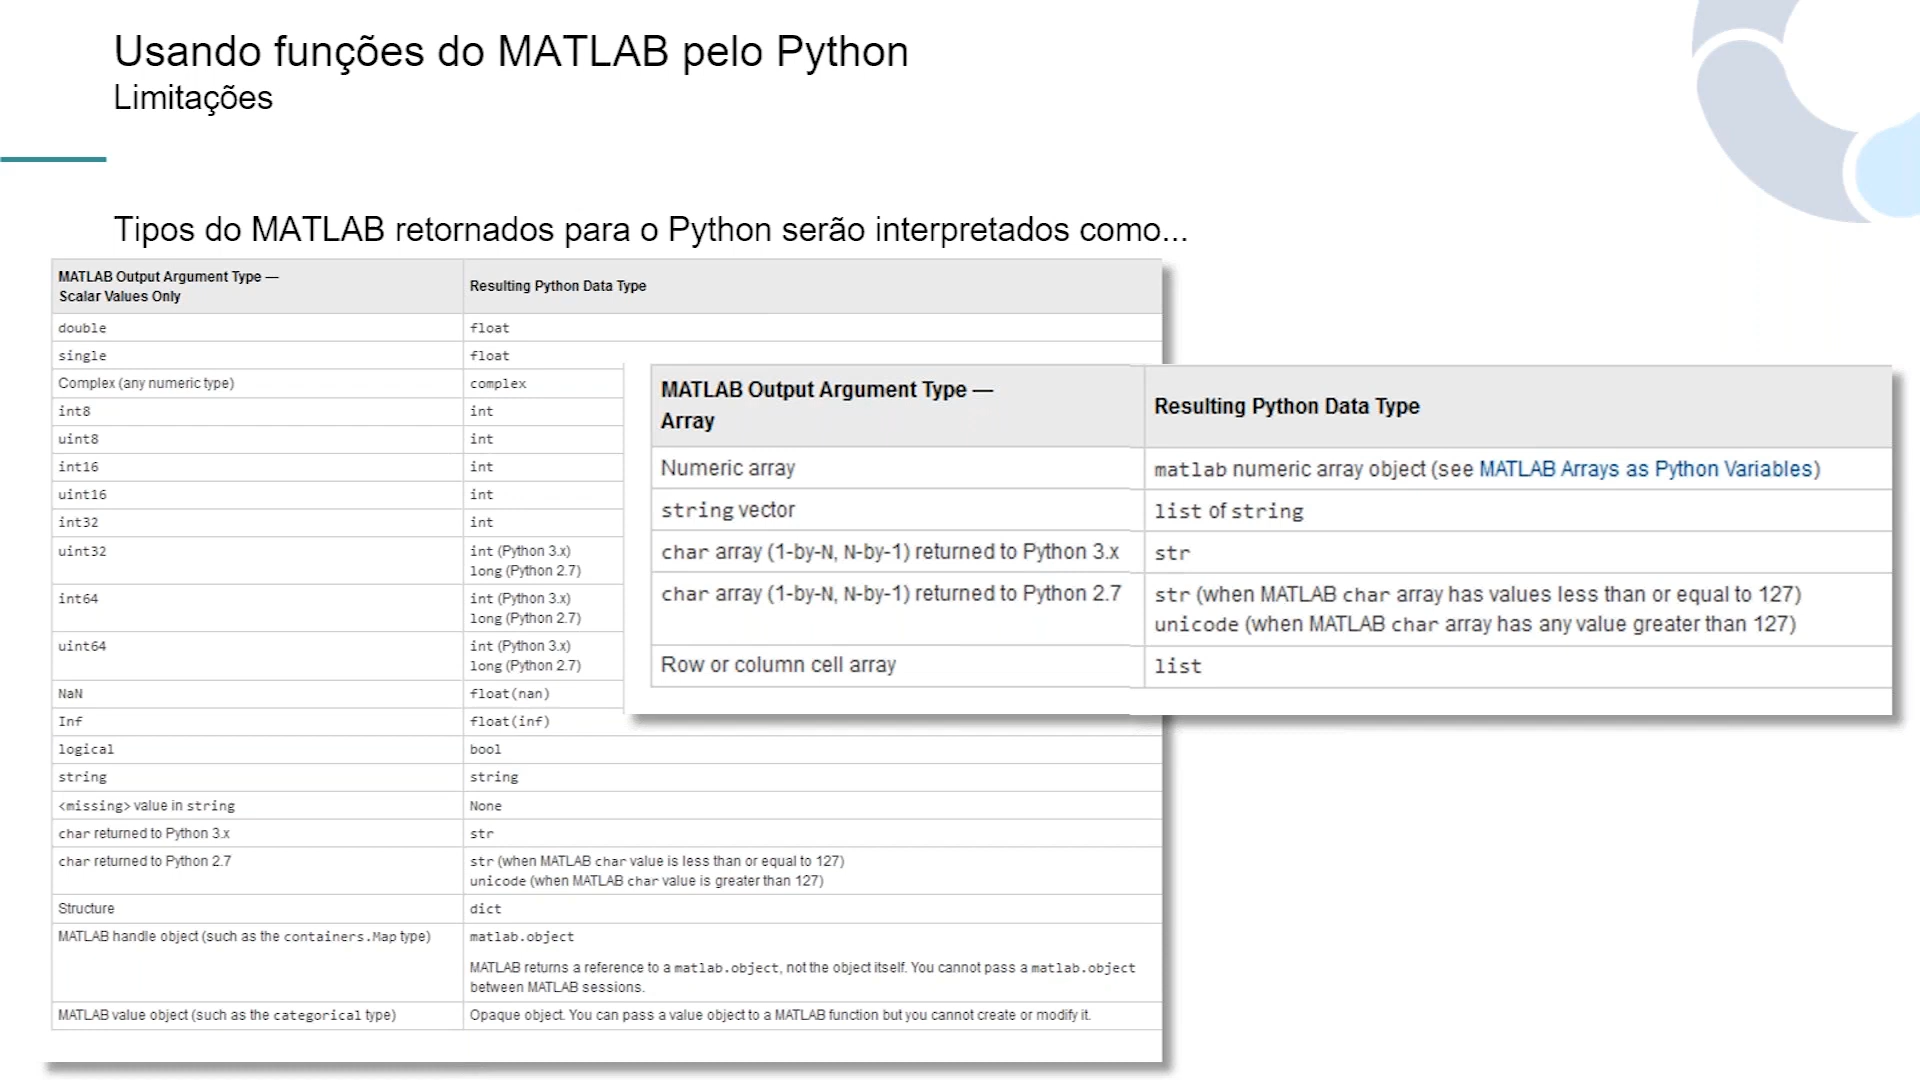 Usando funções do MATLAB pelo Python
Limitações
Tipos do MATLAB retornados para o Python serão interpretados como...
MATLAB Output Argument Type —
Scalar Values Only
Resulting Python Data Type
double
float
single
float
Complex (any numeric type)
complex
int8
int
uint8
int
int16
int
uint16
int
int32
int
uint32
int (Python 3.x)
long (Python 2.7)
int64
int (Python 3.x)
long (Python 2.7)
uint64
int (Python 3.x)
long (Python 2.7)
NaN
float(nan)
Inf
float(inf)
logical
bool
string
string
<missing> value in string
None
char returned to Python 3.x
str
char returned to Python 2.7
str (when MATLAB char value is less than or equal to 127)
unicode (when MATLAB char value is greater than 127)
Structure
dict
MATLAB handle object (such as the containers.Map type)
matlab.object
MATLAB returns a reference to a matlab.object, not the object itself. You cannot pass a matlab.object
between MATLAB sessions.
MATLAB value object (such as the categorical type)
Opaque object. You can pass a value object to a MATLAB function but you cannot create or modify it.
MATLAB Output Argument Type —
Array
Resulting Python Data Type
Numeric array
matlab numeric array object (see MATLAB Arrays as Python Variables)
string vector
list of string
char array (1-by-N, N-by-1) returned to Python 3.x
str
char array (1-by-N, N-by-1) returned to Python 2.7
str (when MATLAB char array has values less than or equal to 127)
unicode (when MATLAB char array has any value greater than 127)
Row or column cell array
list